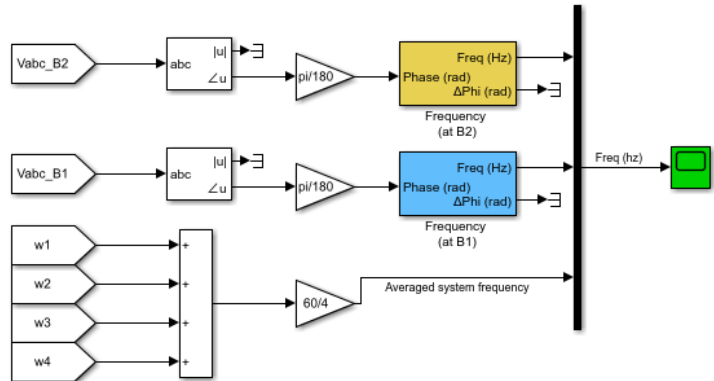 Vabc_B2
abc
|u|
∠u
pi/180
Freq (Hz)
Phase (rad)
ΔPhi (rad)
Frequency
(at B2)
Vabc_B1
abc
|u|
∠u
pi/180
Freq (Hz)
Phase (rad)
ΔPhi (rad)
Frequency
(at B1)
Freq (hz)
w1
+
w2
+
w3
+
w4
+
60/4
Averaged system frequency